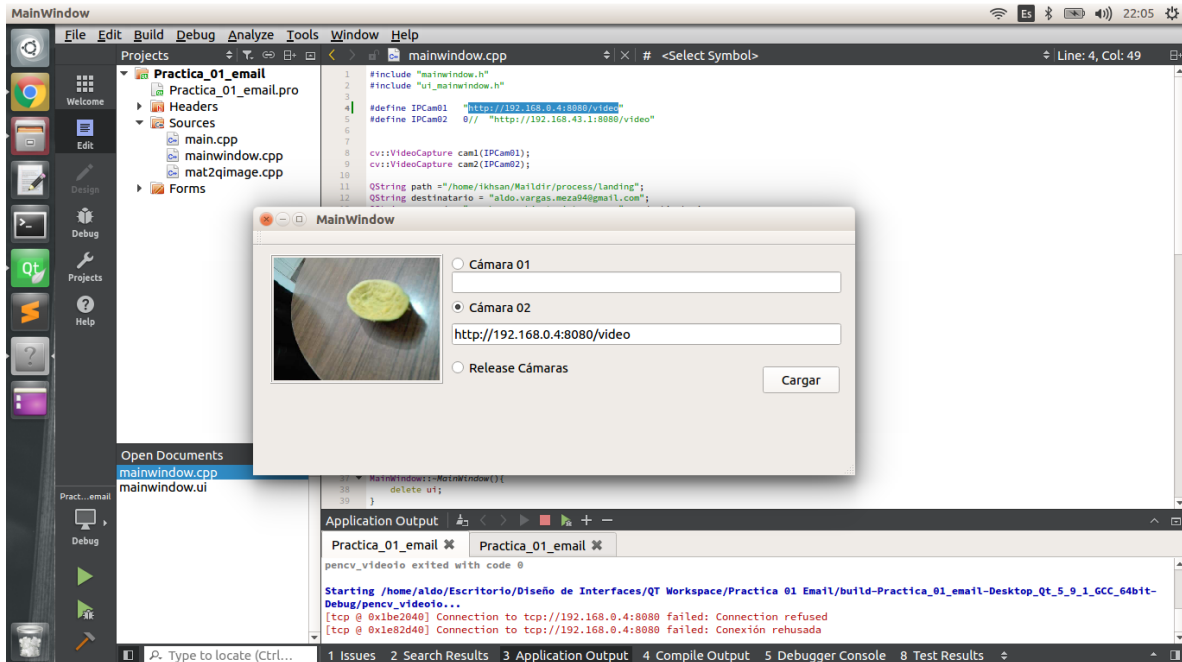 MainWindow
Es
22:05
File Edit Build Debug Analyze Tools Window Help
Projects
mainwindow.cpp
# <Select Symbol>
Line: 4, Col: 49
Welcome
Edit
Design
Debug
Projects
Help
Practica_01_email
Practica_01_email.pro
Headers
Sources
main.cpp
mainwindow.cpp
mat2qimage.cpp
Forms
1 #include "mainwindow.h"
2 #include "ui_mainwindow.h"
3
4 #define IPCam01 "http://192.168.0.4:8080/video"
5 #define IPCam02 0// "http://192.168.43.1:8080/video"
6
7
8 cv::VideoCapture cam1(IPCam01);
9 cv::VideoCapture cam2(IPCam02);
10
11 QString path ="/home/ikhsan/Maildir/process/landing";
12 QString destinatario = "aldo.vargas.meza94@gmail.com";
MainWindow
Cámara 01
Cámara 02
http://192.168.0.4:8080/video
Release Cámaras
Cargar
37 MainWindow::~MainWindow(){
38 delete ui;
39 }
Open Documents
mainwindow.cpp
mainwindow.ui
Pract...email
Debug
Application Output
Practica_01_email
Practica_01_email
pencv_videoio exited with code 0
Starting /home/aldo/Escritorio/Diseño de Interfaces/QT Workspace/Practica 01 Email/build-Practica_01_email-Desktop_Qt_5_9_1_GCC_64bit-
Debug/pencv_videoio...
[tcp @ 0x1be2040] Connection to tcp://192.168.0.4:8080 failed: Connection refused
[tcp @ 0x1e82d40] Connection to tcp://192.168.0.4:8080 failed: Conexión rehusada
Type to locate (Ctrl...
1 Issues 2 Search Results 3 Application Output 4 Compile Output 5 Debugger Console 8 Test Results